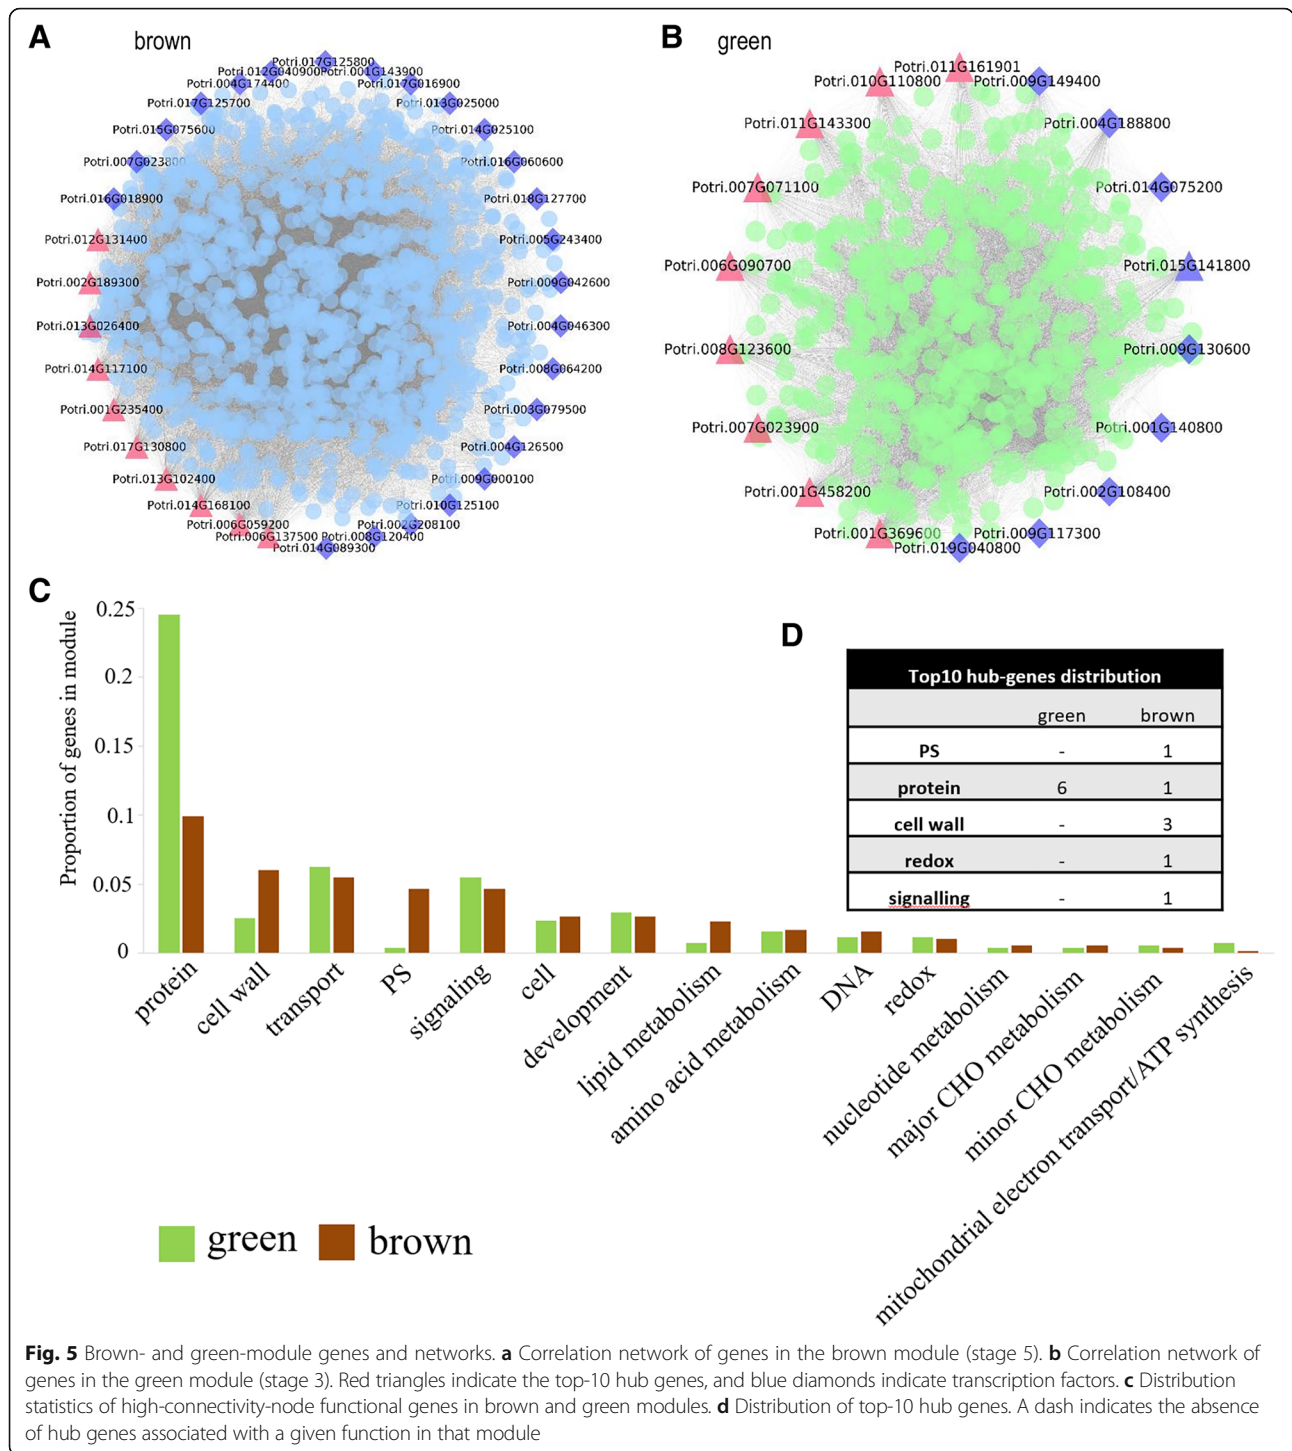 A
brown
Potri.017G125800
Potri.012G040900
Potri.001G143900
Potri.004G174400
Potri.017G016900
Potri.017G125700
Potri.013G025000
Potri.015G075600
Potri.014G025100
Potri.007G023800
Potri.016G060600
Potri.016G018900
Potri.018G127700
Potri.012G131400
Potri.005G243400
Potri.002G189300
Potri.009G042600
Potri.013G026400
Potri.004G046300
Potri.014G117100
Potri.008G064200
Potri.001G235400
Potri.003G079500
Potri.017G130800
Potri.004G126500
Potri.013G102400
Potri.009G000100
Potri.014G168100
Potri.010G125100
Potri.006G059200
Potri.002G208100
Potri.006G137500
Potri.008G120400
Potri.014G089300
B
green
Potri.011G161901
Potri.010G110800
Potri.009G149400
Potri.011G143300
Potri.004G188800
Potri.007G071100
Potri.014G075200
Potri.006G090700
Potri.015G141800
Potri.008G123600
Potri.009G130600
Potri.007G023900
Potri.001G140800
Potri.001G458200
Potri.002G108400
Potri.001G369600
Potri.009G117300
Potri.019G040800
C
Proportion of genes in module
0.25
0.2
0.15
0.1
0.05
0
protein
cell wall
transport
PS
signaling
cell
development
lipid metabolism
amino acid metabolism
DNA
redox
nucleotide metabolism
major CHO metabolism
minor CHO metabolism
mitochondrial electron transport/ATP synthesis
green
brown
D
Top10 hub-genes distribution
green brown
PS - 1
protein 6 1
cell wall - 3
redox - 1
signalling - 1
Fig. 5 Brown- and green-module genes and networks. a Correlation network of genes in the brown module (stage 5). b Correlation network of
genes in the green module (stage 3). Red triangles indicate the top-10 hub genes, and blue diamonds indicate transcription factors. c Distribution
statistics of high-connectivity-node functional genes in brown and green modules. d Distribution of top-10 hub genes. A dash indicates the absence
of hub genes associated with a given function in that module